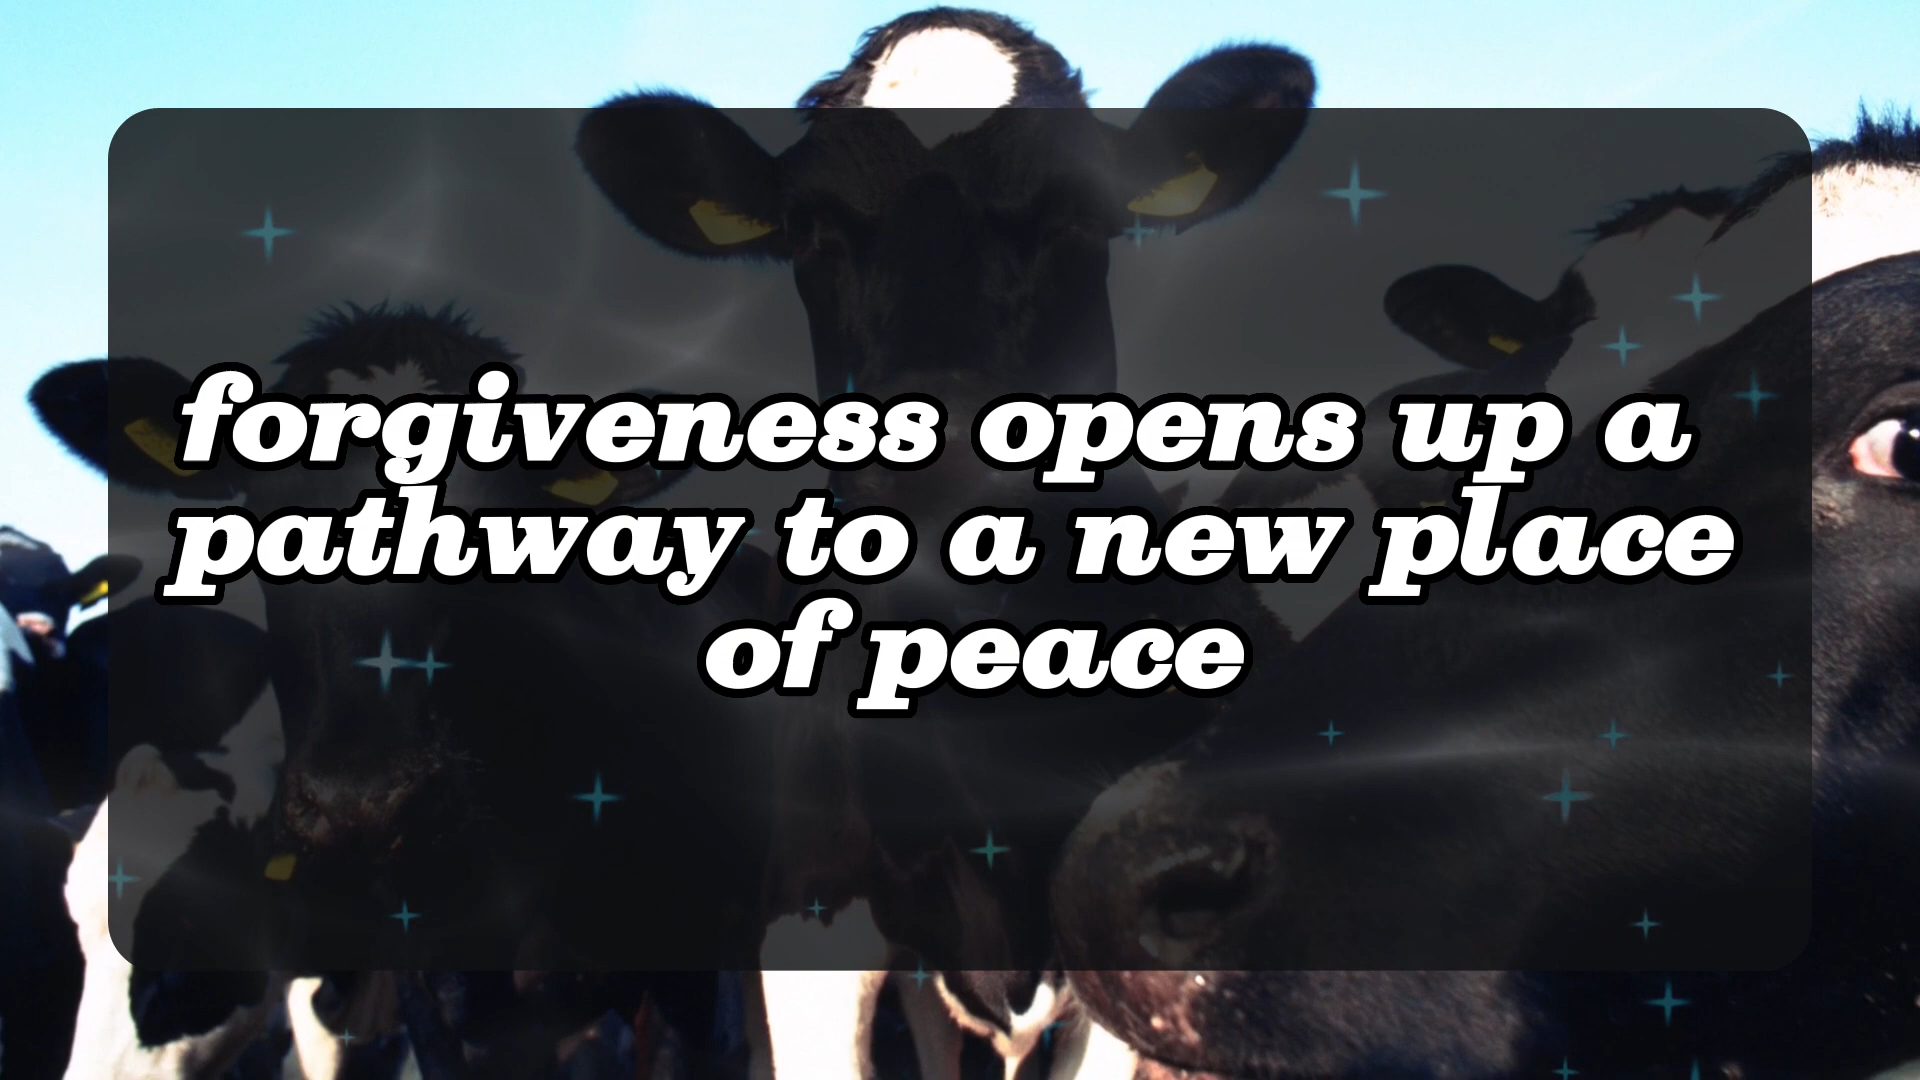 forgiveness opens up a
pathway to a new place
of peace